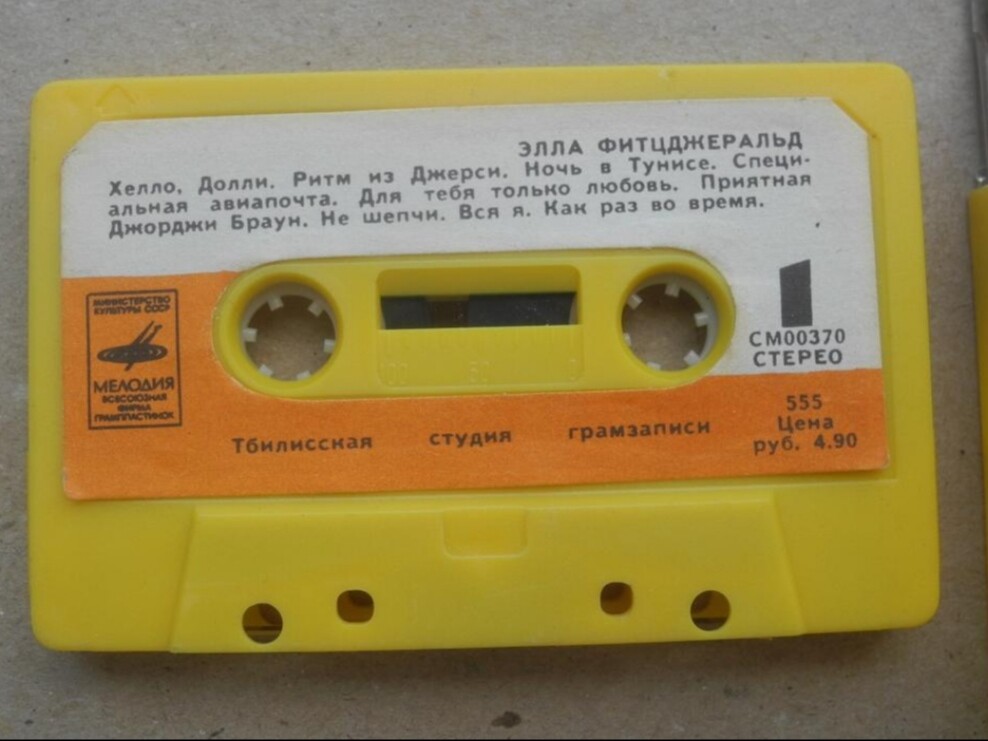 ЭЛЛА ФИТЦДЖЕРАЛЬД
Хелло, Долли. Ритм из Джерси. Ночь в Тунисе. Специ-
альная авиапочта. Для тебя только любовь. Приятная
Джорджи Браун. Не шепчи. Вся я. Как раз во время.
МИНИСТЕРСТВО
КУЛЬТУРЫ СССР
МЕЛОДИЯ
ВСЕСОЮЗНАЯ
ФИРМА
ГРАМПЛАСТИНОК
1
СМ00370
СТЕРЕО
Тбилисская студия грамзаписи
555
Цена
руб. 4.90